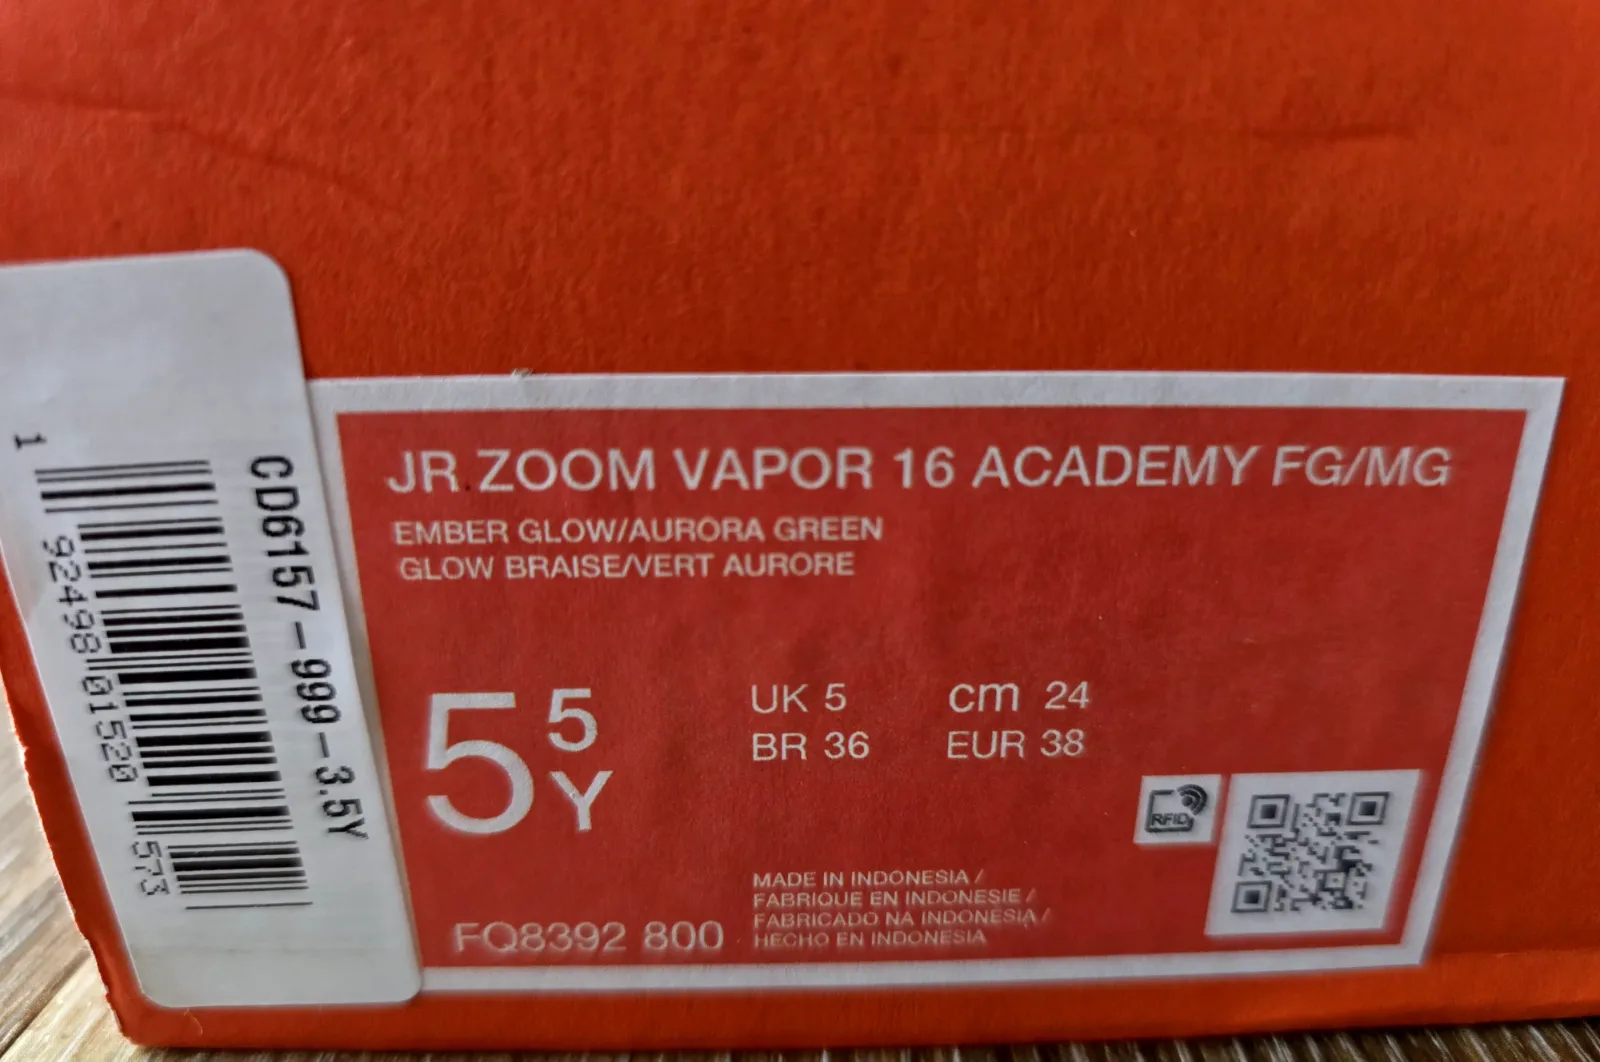 CD6157-999-3.5Y
1 92498 01520 573
JR ZOOM VAPOR 16 ACADEMY FG/MG
EMBER GLOW/AURORA GREEN
GLOW BRAISE/VERT AURORE
5 5 Y
UK 5 cm 24
BR 36 EUR 38
RFID
MADE IN INDONESIA /
FABRIQUE EN INDONESIE /
FABRICADO NA INDONESIA /
HECHO EN INDONESIA
FQ8392 800